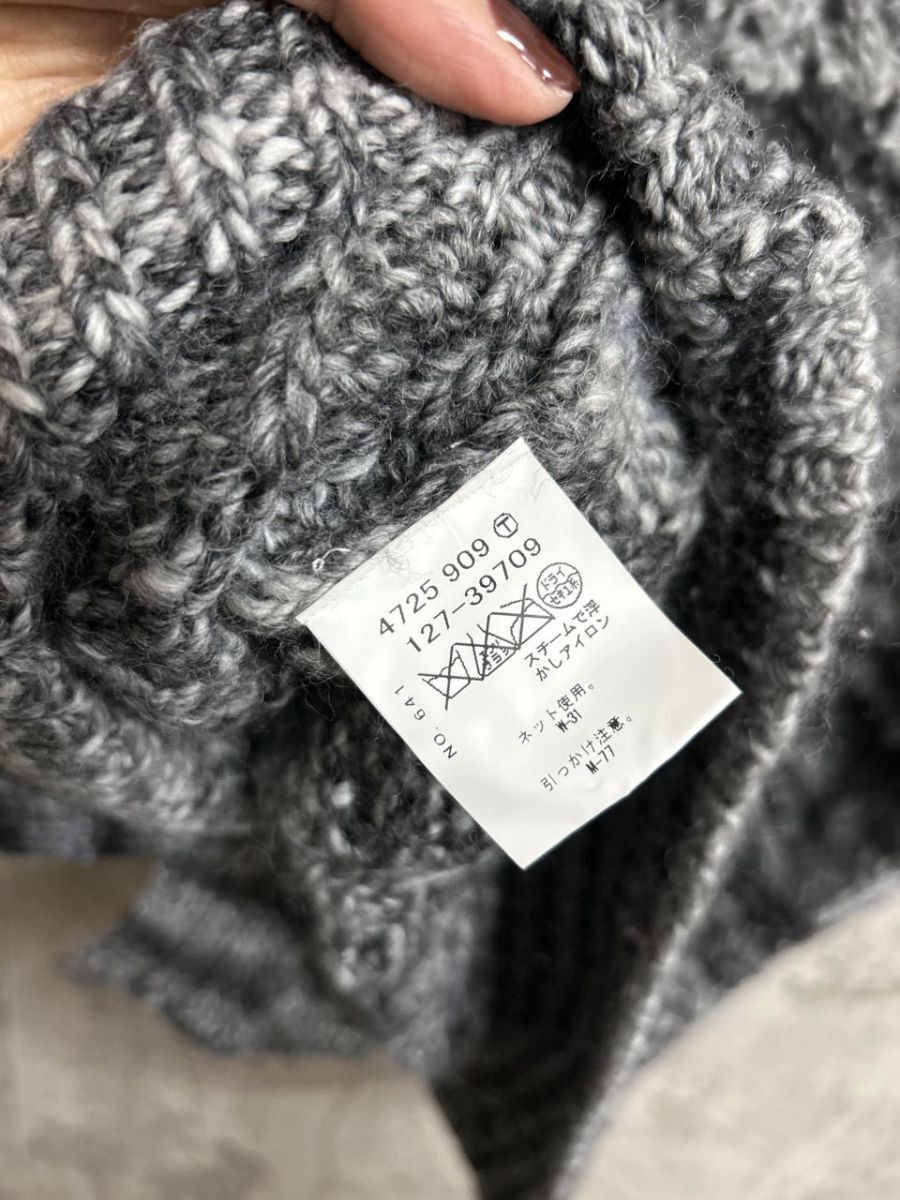 4725 909 Ⓣ
127-39709
ドライ
セキユ系
スチームで浮
かしアイロン
ネット使用。
W-31
引っかけ注意。
M-77
NO. 641